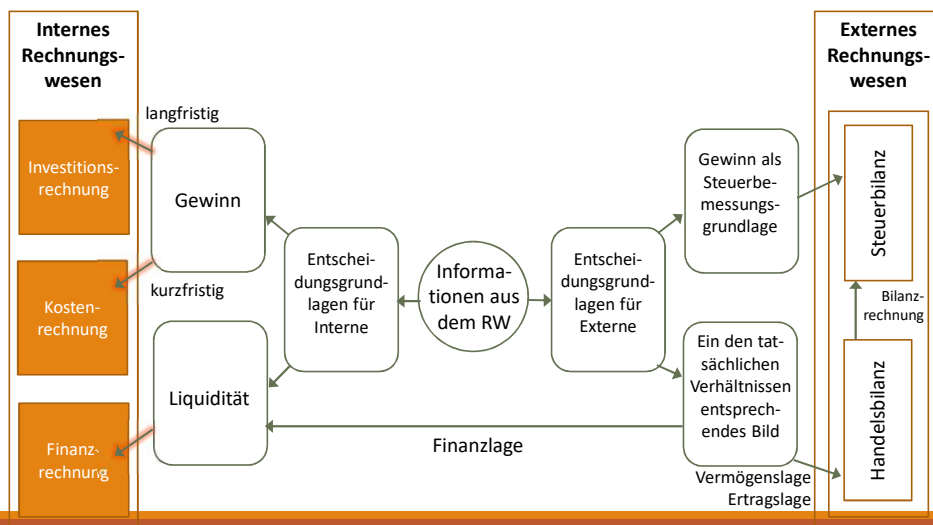 Internes
Rechnungs-
wesen
langfristig
Investitions-
rechnung
Gewinn
kurzfristig
Kosten-
rechnung
Liquidität
Finanz-
rechnung
Entschei-
dungsgrund-
lagen für
Interne
Informa-
tionen aus
dem RW
Entschei-
dungsgrund-
lagen für
Externe
Gewinn als
Steuerbe-
messungs-
grundlage
Ein den tat-
sächlichen
Verhältnissen
entsprech-
endes Bild
Finanzlage
Vermögenslage
Ertragslage
Externes
Rechnungs-
wesen
Steuerbilanz
Bilanz-
rechnung
Handelsbilanz